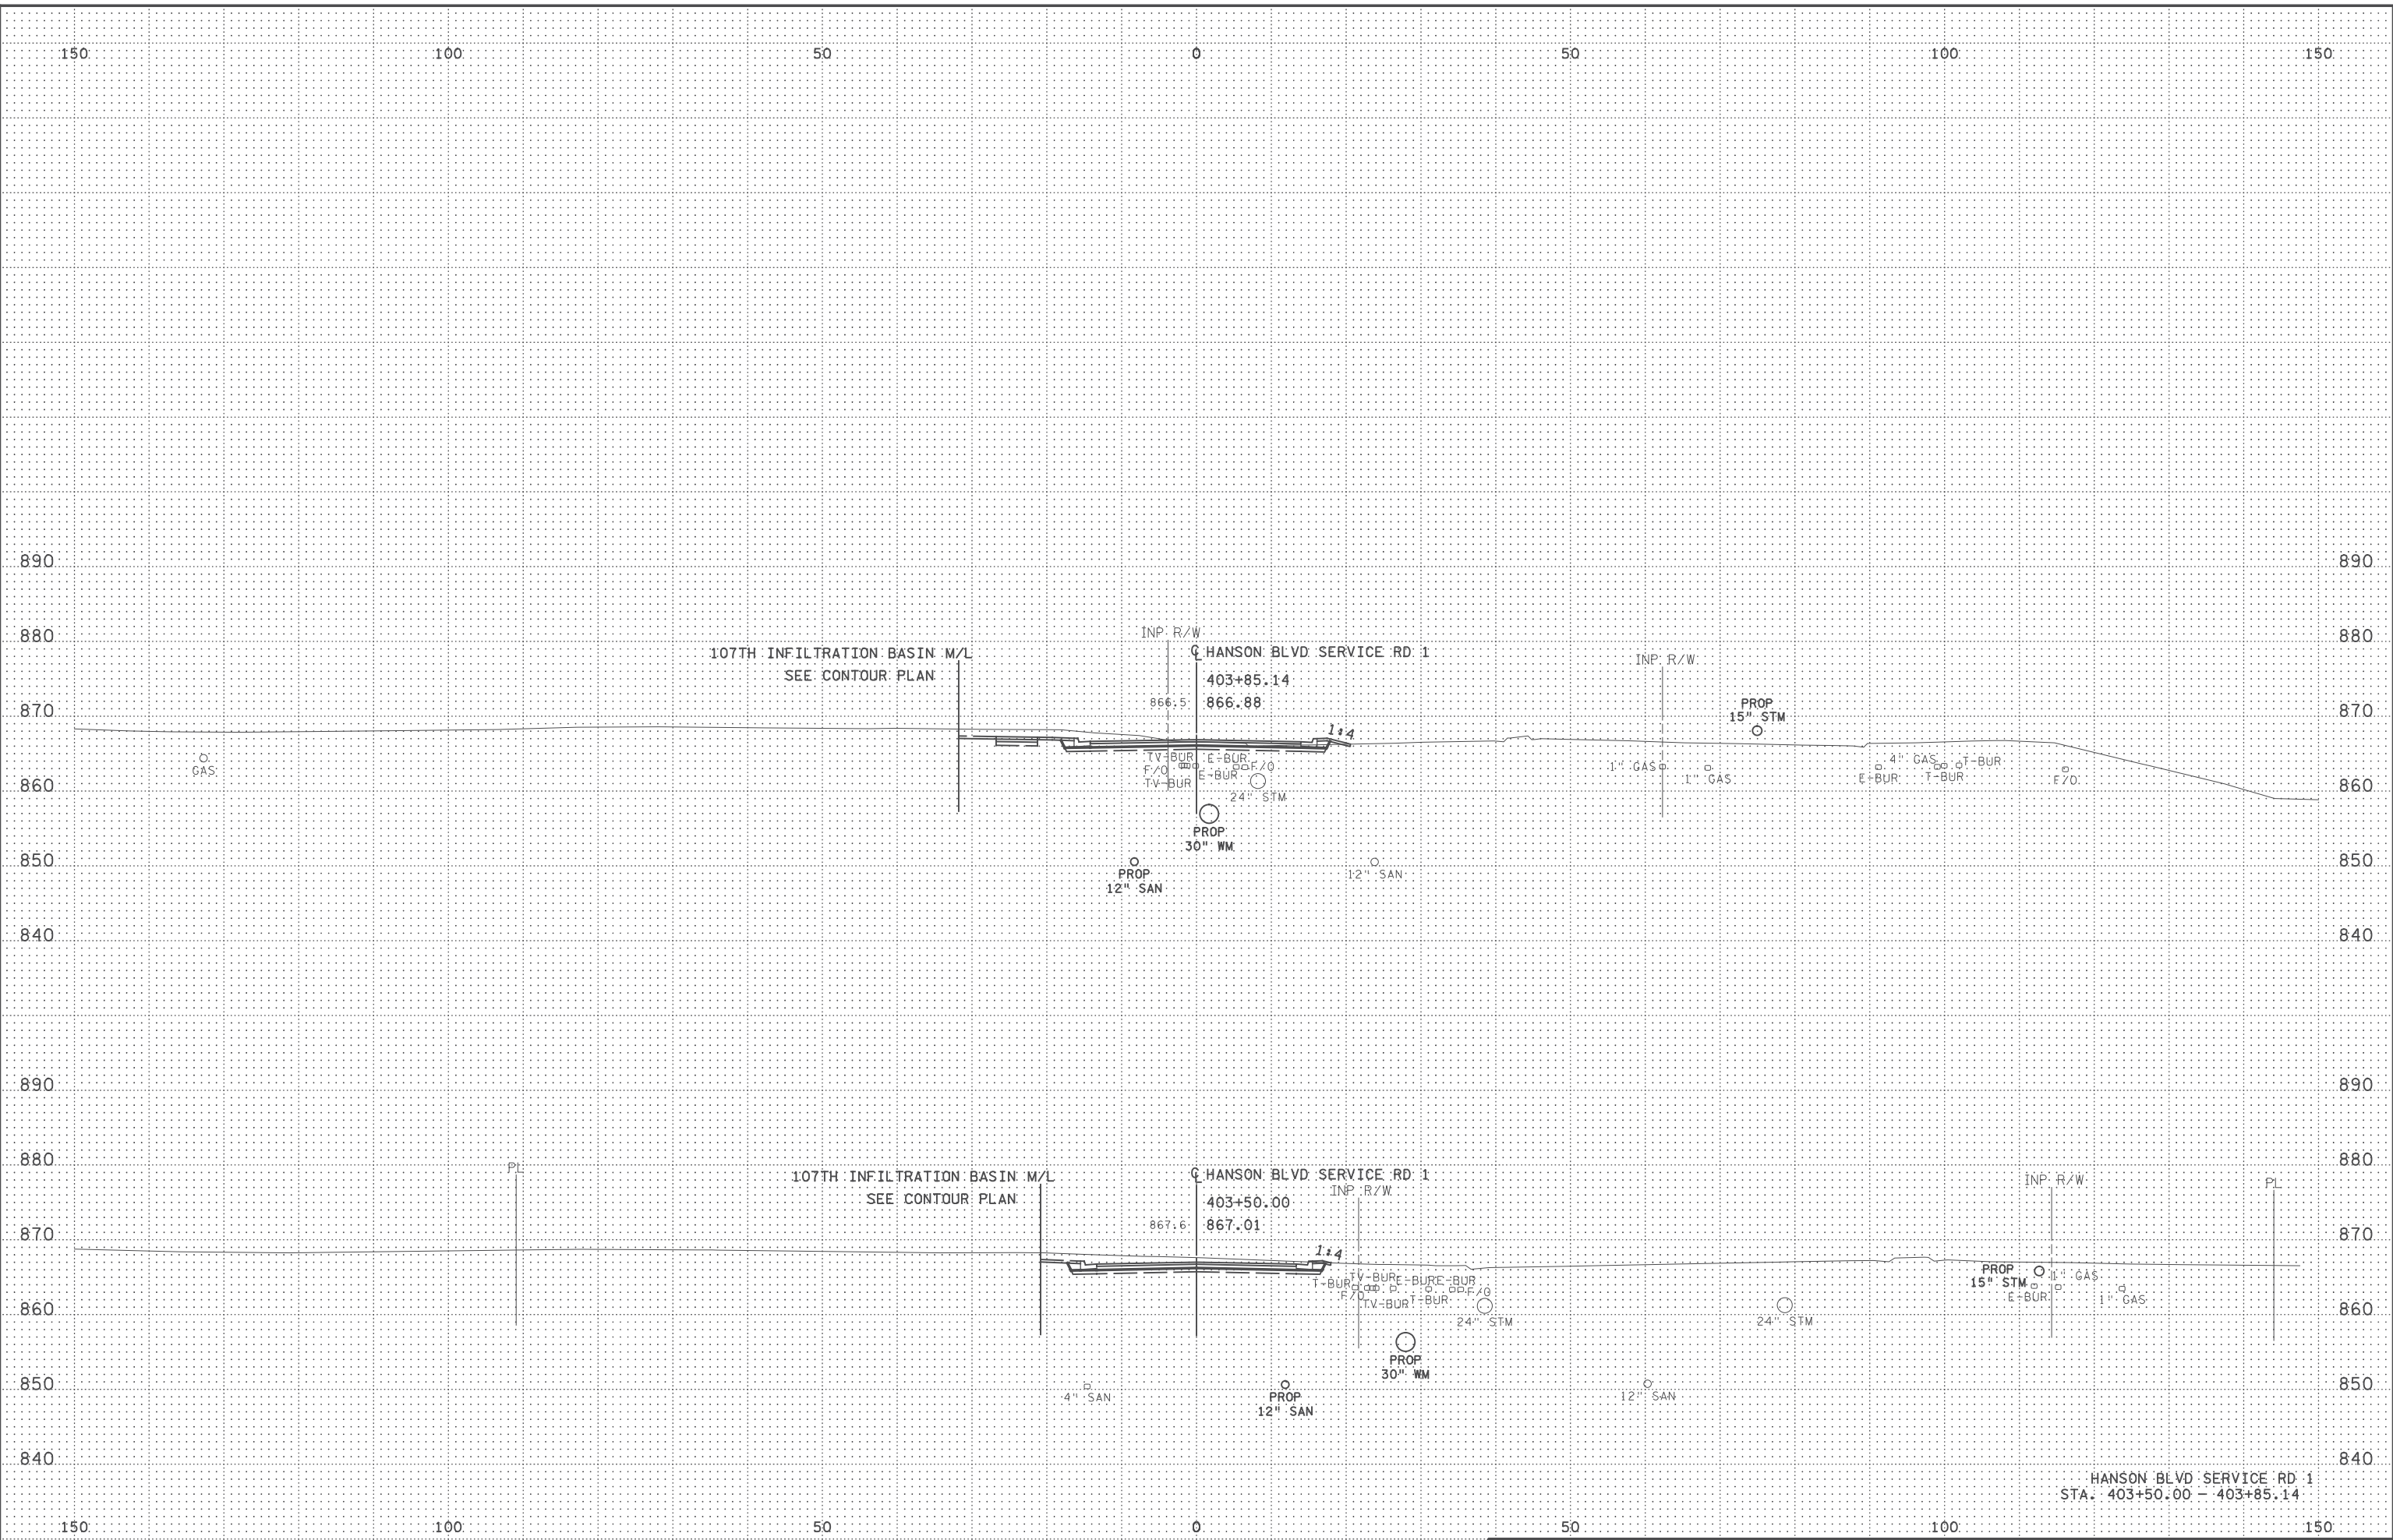 150 100 50 0 50 100 150
890 890
880 880
INP R/W
107TH INFILTRATION BASIN M/L
SEE CONTOUR PLAN
℄ HANSON BLVD SERVICE RD 1
403+85.14
866.5 866.88
INP R/W
PROP
15" STM
870 870
1:4
GAS
TV-BUR
E-BUR
F/O
F/O
E-BUR
TV-BUR
24" STM
1" GAS
1" GAS
E-BUR
4" GAS
T-BUR
T-BUR
F/O
860 860
PROP
30" WM
850 850
PROP
12" SAN
12" SAN
840 840
890 890
880 880
PL
107TH INFILTRATION BASIN M/L
SEE CONTOUR PLAN
℄ HANSON BLVD SERVICE RD 1
INP R/W
403+50.00
867.6 867.01
INP R/W
PL
870 870
1:4
T-BUR
TV-BUR
F/O
TV-BUR
E-BUR
E-BUR
T-BUR
F/O
24" STM
24" STM
PROP
15" STM
1" GAS
E-BUR
1" GAS
860 860
PROP
30" WM
850 850
4" SAN
PROP
12" SAN
12" SAN
840 840
HANSON BLVD SERVICE RD 1
STA. 403+50.00 - 403+85.14
150 100 50 0 50 100 150